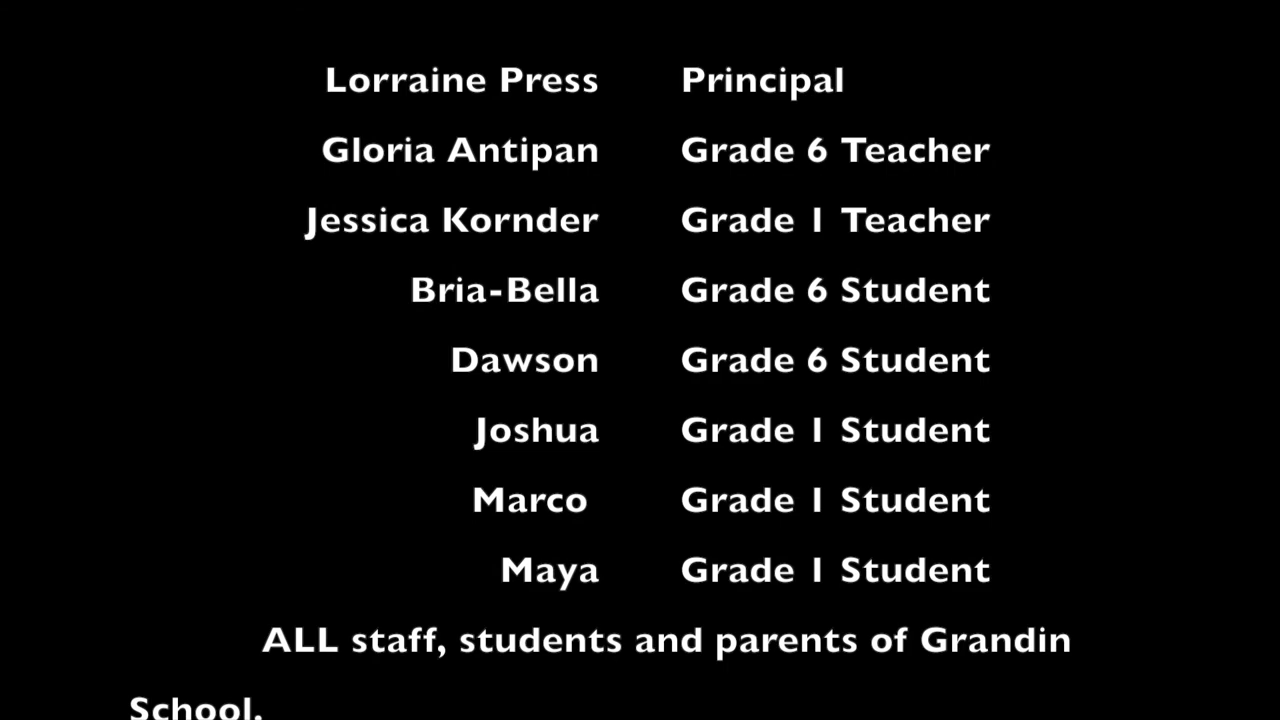 Lorraine Press Principal
Gloria Antipan Grade 6 Teacher
Jessica Kornder Grade 1 Teacher
Bria-Bella Grade 6 Student
Dawson Grade 6 Student
Joshua Grade 1 Student
Marco Grade 1 Student
Maya Grade 1 Student
ALL staff, students and parents of Grandin
School.